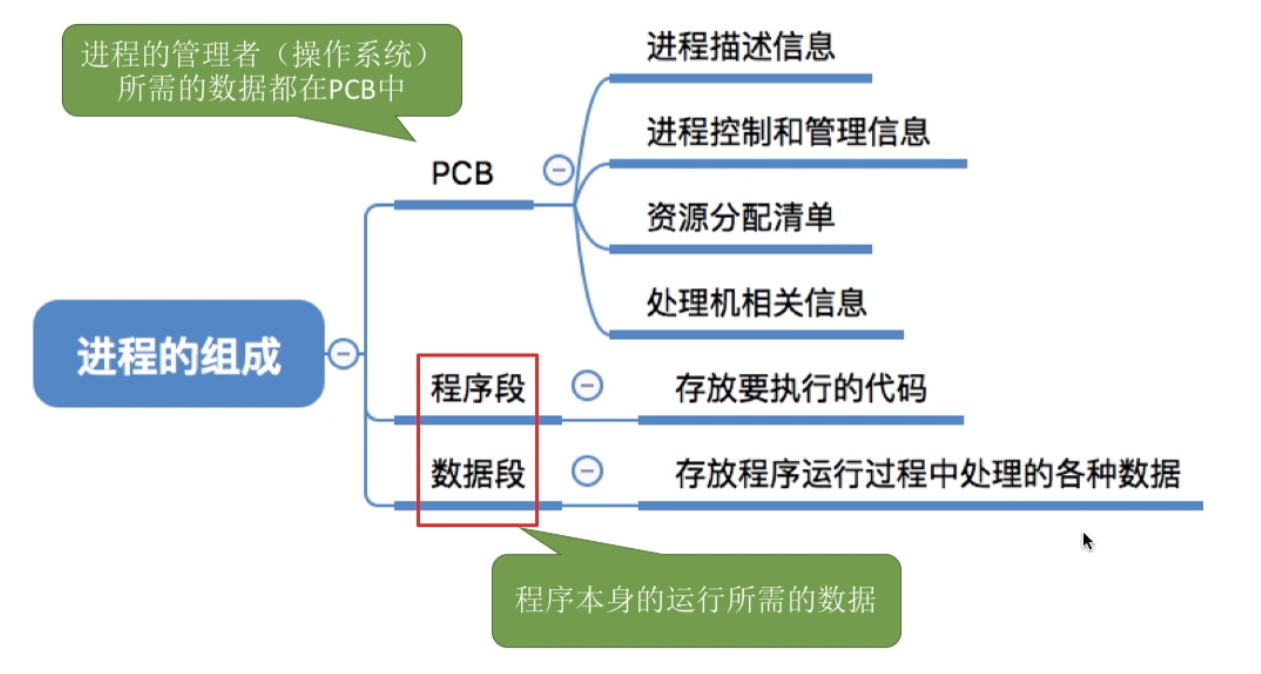 进程的管理者（操作系统）
所需的数据都在PCB中
进程描述信息
进程控制和管理信息
PCB
资源分配清单
处理机相关信息
进程的组成
程序段
存放要执行的代码
数据段
存放程序运行过程中处理的各种数据
程序本身的运行所需的数据